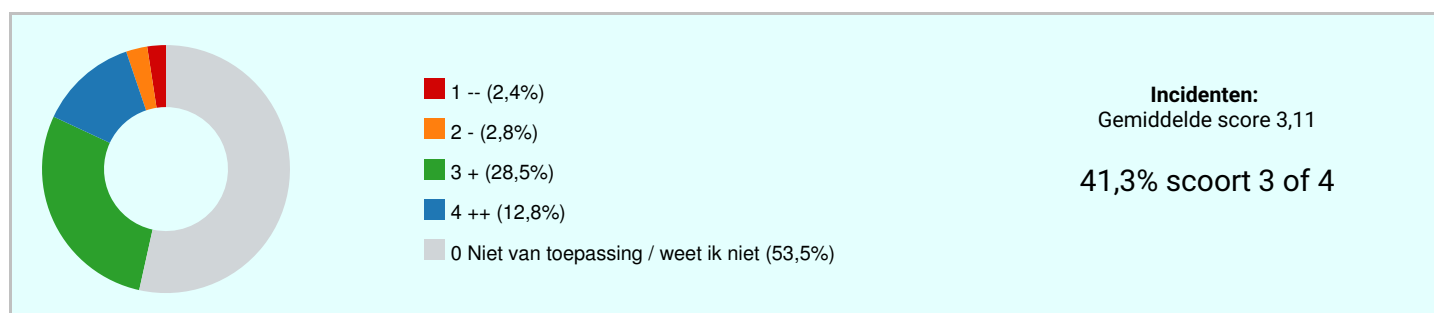 1 -- (2,4%)
2 - (2,8%)
3 + (28,5%)
4 ++ (12,8%)
0 Niet van toepassing / weet ik niet (53,5%)
Incidenten:
Gemiddelde score 3,11
41,3% scoort 3 of 4